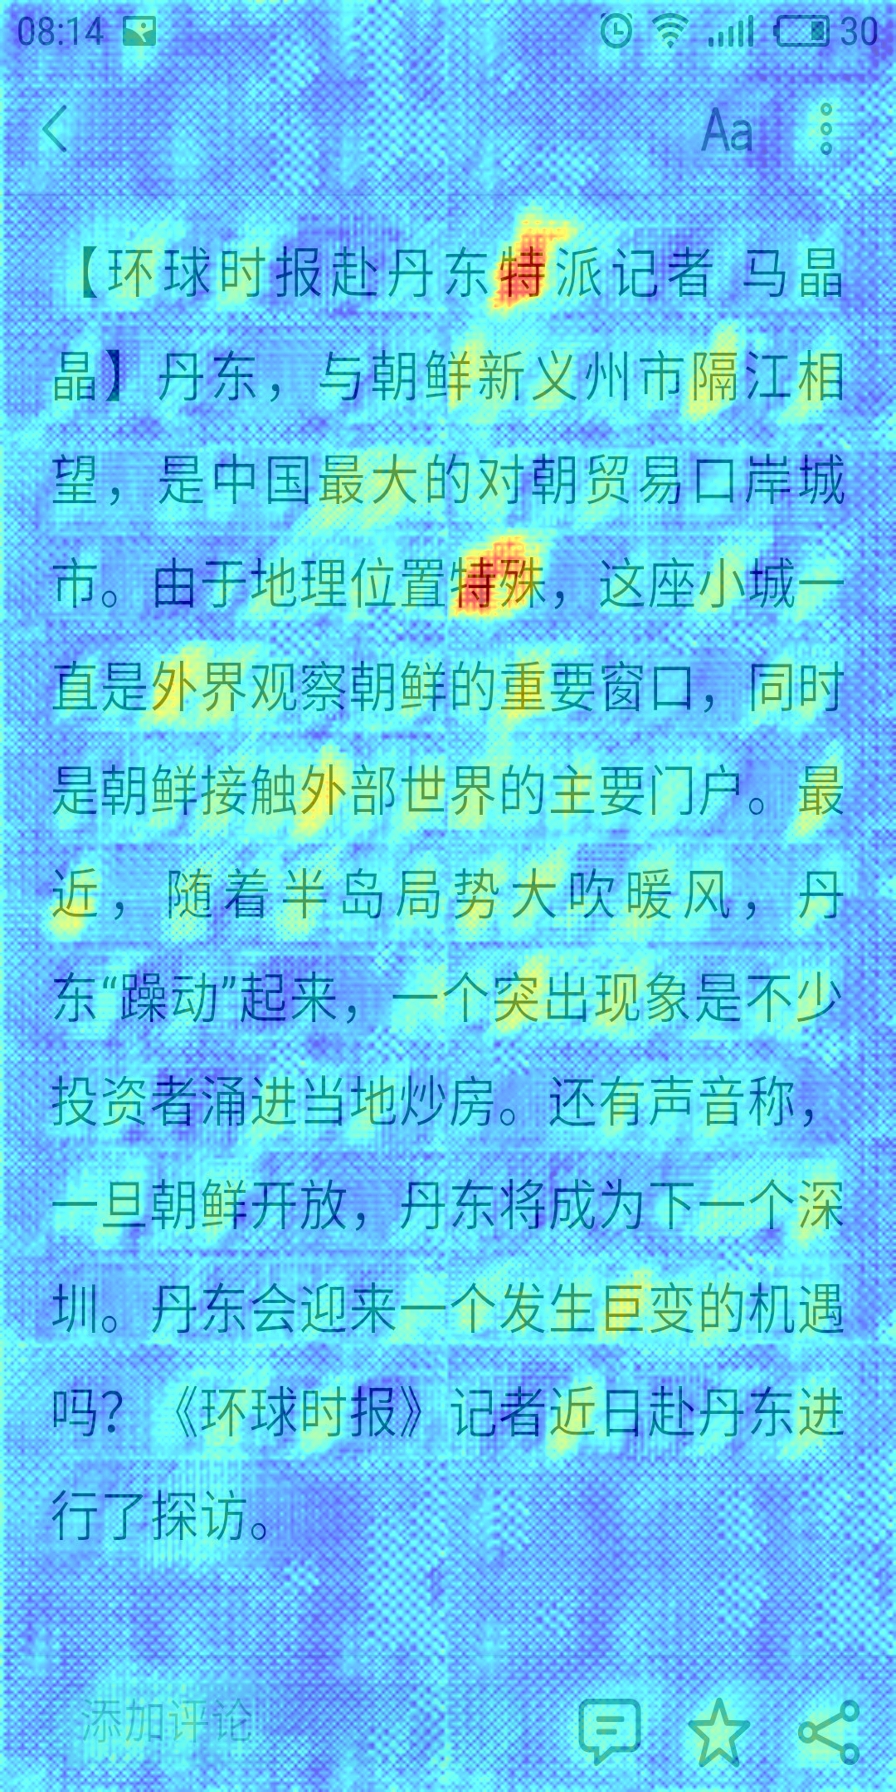 08:14 30
Aa
【环球时报赴丹东特派记者 马晶
晶】丹东，与朝鲜新义州市隔江相
望，是中国最大的对朝贸易口岸城
市。由于地理位置特殊，这座小城一
直是外界观察朝鲜的重要窗口，同时
是朝鲜接触外部世界的主要门户。最
近，随着半岛局势大吹暖风，丹
东“躁动”起来，一个突出现象是不少
投资者涌进当地炒房。还有声音称，
一旦朝鲜开放，丹东将成为下一个深
圳。丹东会迎来一个发生巨变的机遇
吗？《环球时报》记者近日赴丹东进
行了探访。
添加评论